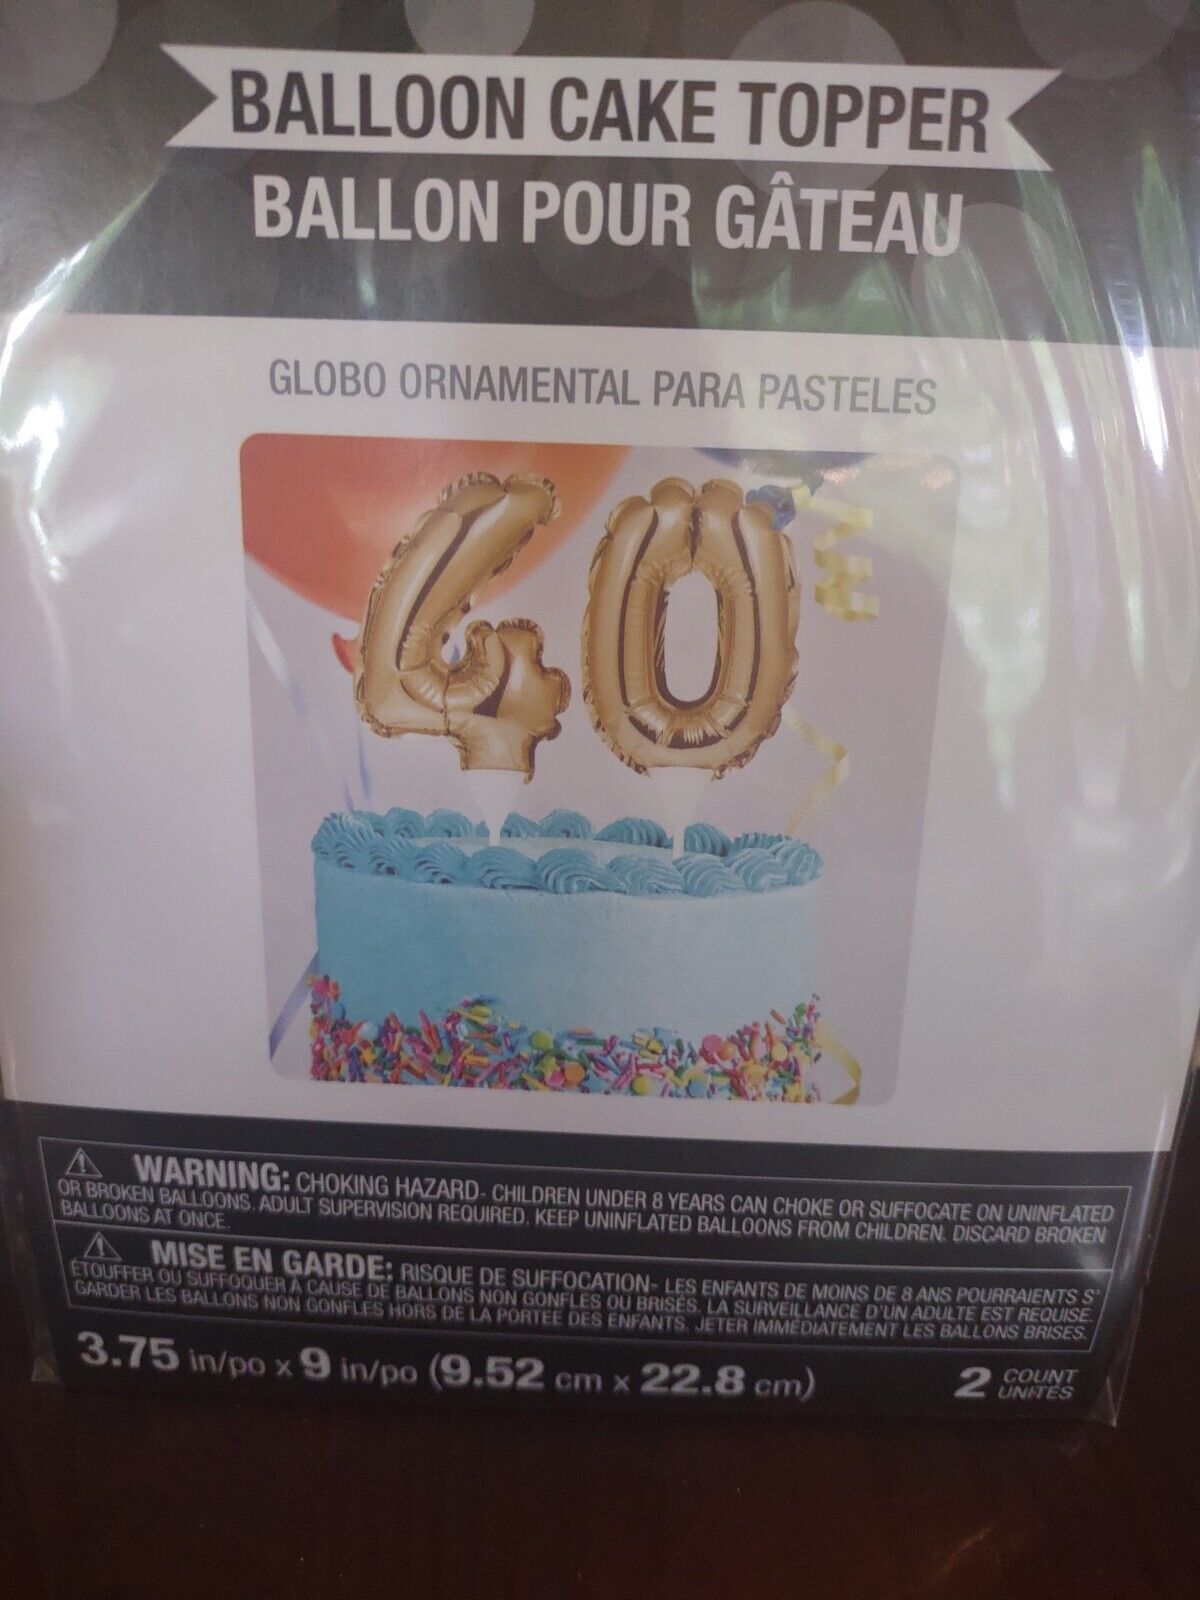 BALLOON CAKE TOPPER
BALLON POUR GÂTEAU
GLOBO ORNAMENTAL PARA PASTELES
40
WARNING: CHOKING HAZARD- CHILDREN UNDER 8 YEARS CAN CHOKE OR SUFFOCATE ON UNINFLATED
OR BROKEN BALLOONS. ADULT SUPERVISION REQUIRED. KEEP UNINFLATED BALLOONS FROM CHILDREN. DISCARD BROKEN
BALLOONS AT ONCE.
MISE EN GARDE: RISQUE DE SUFFOCATION- LES ENFANTS DE MOINS DE 8 ANS POURRAIENTS S'
ÉTOUFFER OU SUFFOQUER À CAUSE DE BALLONS NON GONFLES OU BRISÉS. LA SURVEILLANCE D'UN ADULTE EST REQUISE.
GARDER LES BALLONS NON GONFLES HORS DE LA PORTÉE DES ENFANTS. JETER IMMÉDIATEMENT LES BALLONS BRISES.
3.75 in/po x 9 in/po (9.52 cm x 22.8 cm)
2 COUNT
UNITÉS